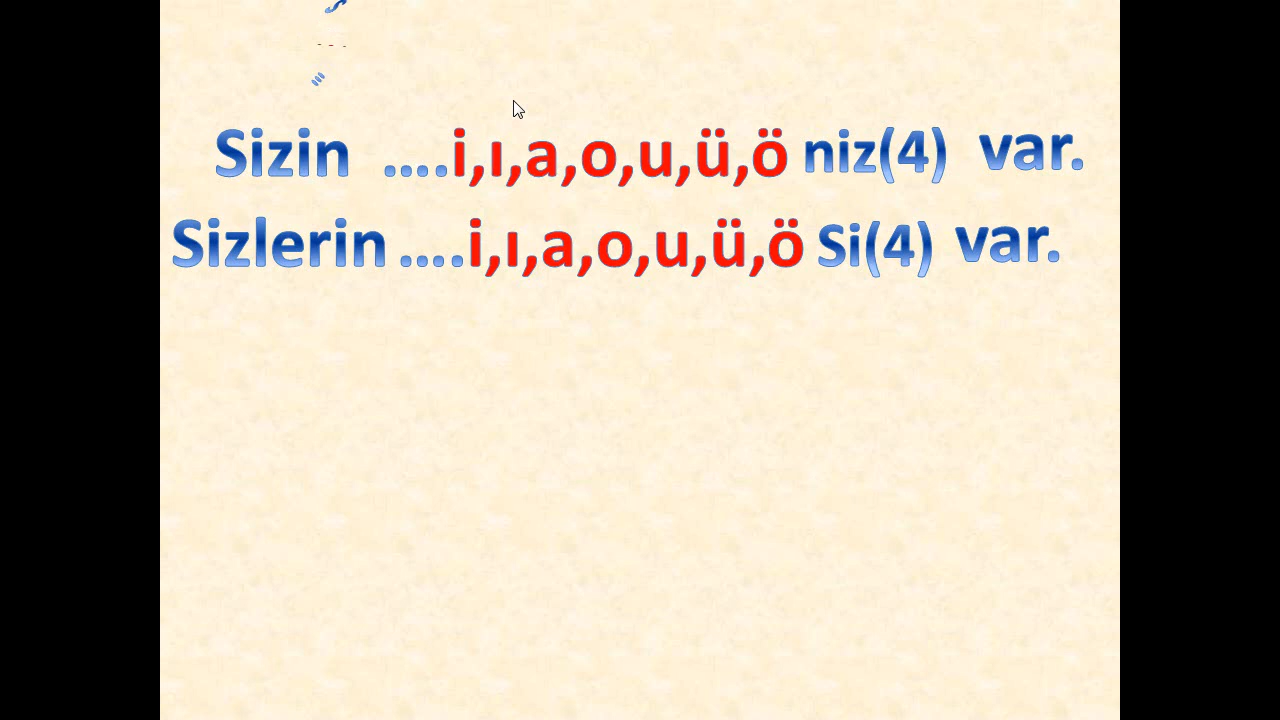 Sizin ....i,ı,a,o,u,ü,ö niz(4) var.
Sizlerin ....i,ı,a,o,u,ü,ö Si(4) var.